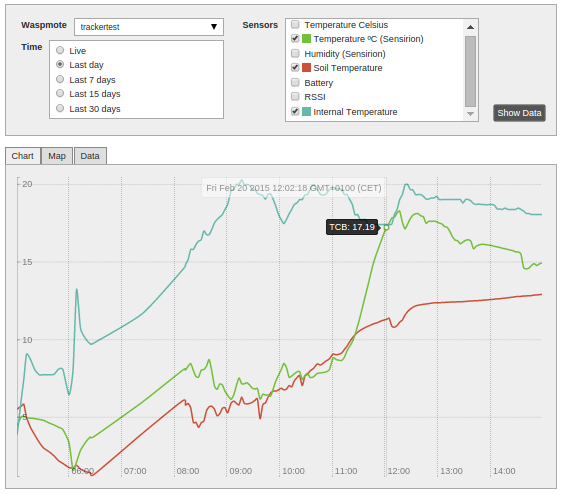 Waspmote
trackertest
Time
Live
Last day
Last 7 days
Last 15 days
Last 30 days
Sensors
Temperature Celsius
Temperature ºC (Sensirion)
Humidity (Sensirion)
Soil Temperature
Battery
RSSI
Internal Temperature
Show Data
Chart
Map
Data
Fri Feb 20 2015 12:02:18 GMT+0100 (CET)
TCB: 17.19
20
15
10
5
06:00
07:00
08:00
09:00
10:00
11:00
12:00
13:00
14:00